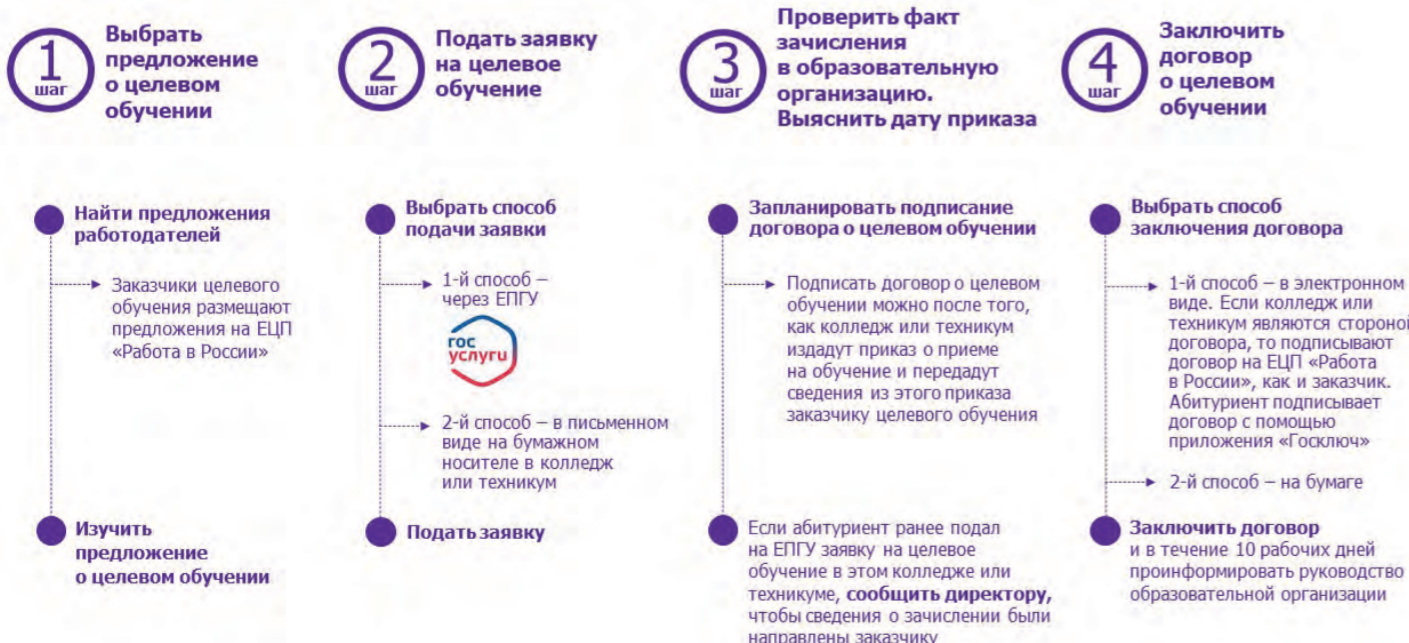 1
шаг
Выбрать
предложение
о целевом
обучении
2
шаг
Подать заявку
на целевое
обучение
3
шаг
Проверить факт
зачисления
в образовательную
организацию.
Выяснить дату приказа
4
шаг
Заключить
договор
о целевом
обучении
Найти предложения
работодателей
Заказчики целевого
обучения размещают
предложения на ЕЦП
«Работа в России»
Изучить
предложение
о целевом обучении
Выбрать способ
подачи заявки
1-й способ –
через ЕПГУ
гос
услуги
2-й способ – в письменном
виде на бумажном
носителе в колледж
или техникум
Подать заявку
Запланировать подписание
договора о целевом обучении
Подписать договор о целевом
обучении можно после того,
как колледж или техникум
издадут приказ о приеме
на обучение и передадут
сведения из этого приказа
заказчику целевого обучения
Если абитуриент ранее подал
на ЕПГУ заявку на целевое
обучение в этом колледже или
техникуме, сообщить директору,
чтобы сведения о зачислении были
направлены заказчику
Выбрать способ
заключения договора
1-й способ – в электронном
виде. Если колледж или
техникум являются стороной
договора, то подписывают
договор на ЕЦП «Работа
в России», как и заказчик.
Абитуриент подписывает
договор с помощью
приложения «Госключ»
2-й способ – на бумаге
Заключить договор
и в течение 10 рабочих дней
проинформировать руководство
образовательной организации